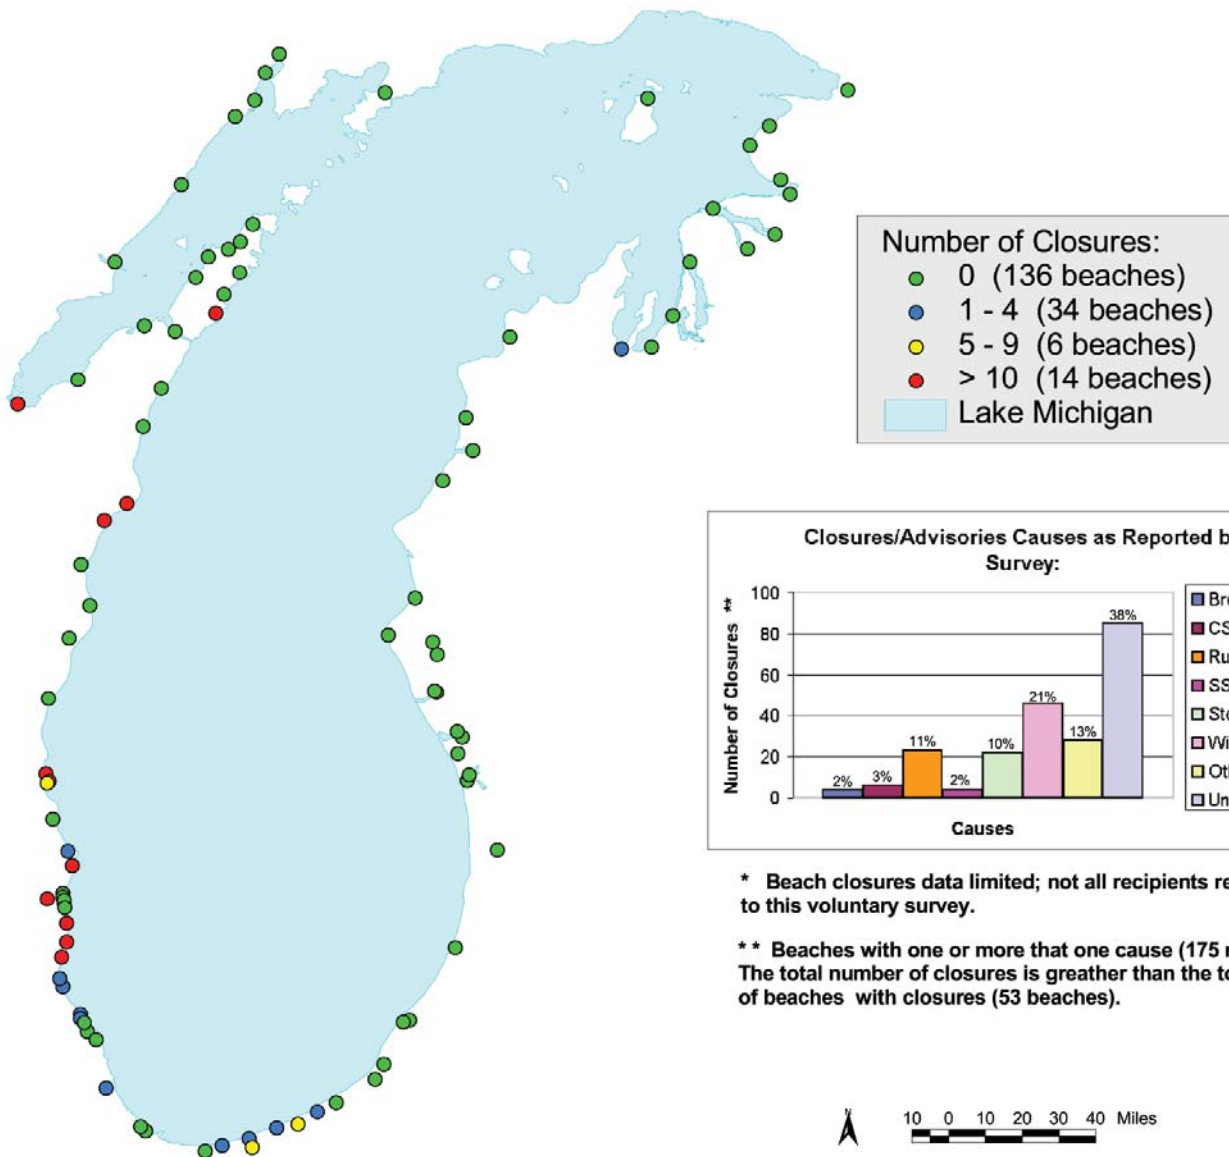 Number of Closures:
0 (136 beaches)
1 - 4 (34 beaches)
5 - 9 (6 beaches)
> 10 (14 beaches)
Lake Michigan
Closures/Advisories Causes as Reported b
Survey:
Number of Closures **
100
80
60
40
20
0
2%
3%
11%
2%
10%
21%
13%
38%
Causes
Bre
CS
Ru
SS
Sto
Wi
Oth
Un
* Beach closures data limited; not all recipients re
to this voluntary survey.
** Beaches with one or more that one cause (175 r
The total number of closures is greather than the to
of beaches with closures (53 beaches).
N
10 0 10 20 30 40 Miles